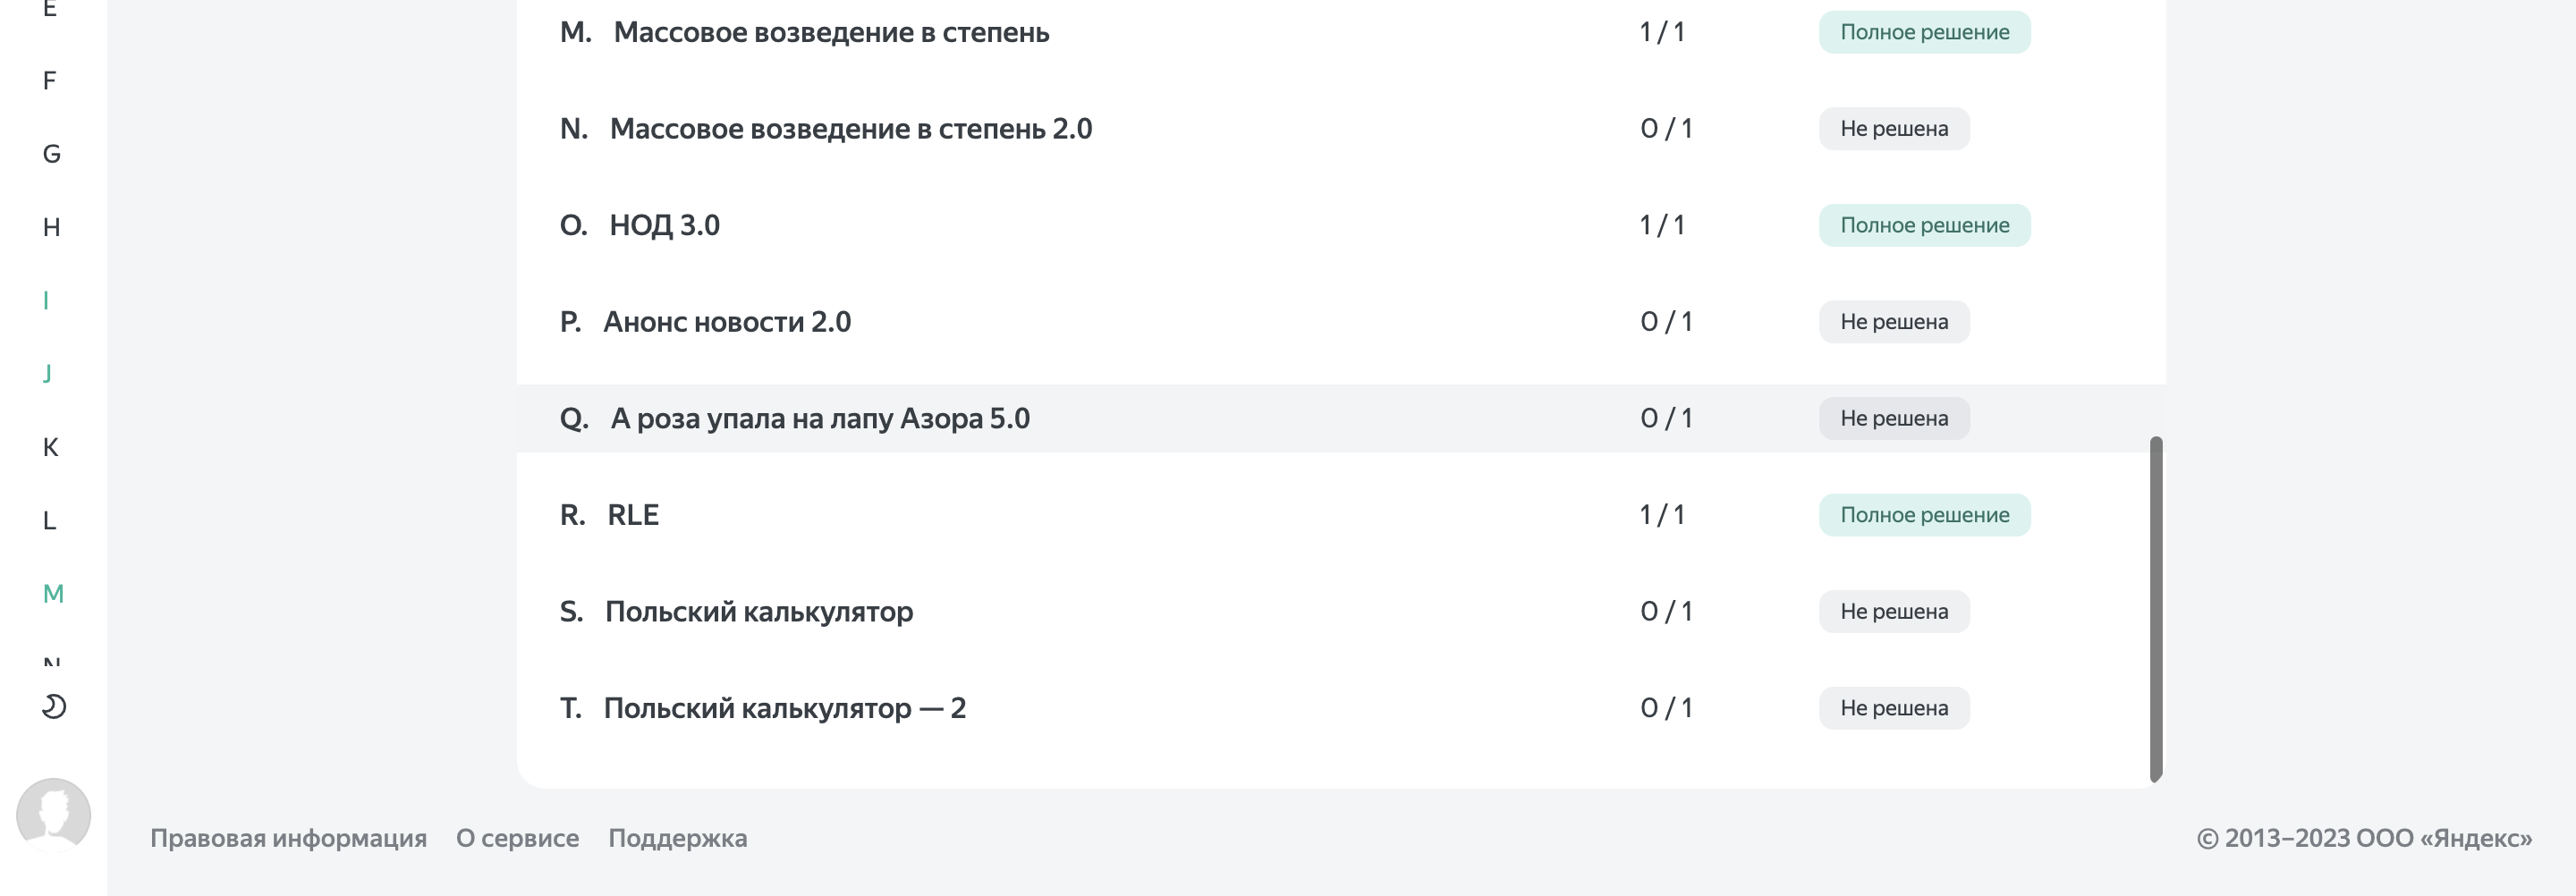 E
F
G
H
I
J
K
L
M
N
M. Массовое возведение в степень 1 / 1 Полное решение
N. Массовое возведение в степень 2.0 0 / 1 Не решена
O. НОД 3.0 1 / 1 Полное решение
P. Анонс новости 2.0 0 / 1 Не решена
Q. А роза упала на лапу Азора 5.0 0 / 1 Не решена
R. RLE 1 / 1 Полное решение
S. Польский калькулятор 0 / 1 Не решена
T. Польский калькулятор — 2 0 / 1 Не решена
Правовая информация О сервисе Поддержка © 2013–2023 ООО «Яндекс»